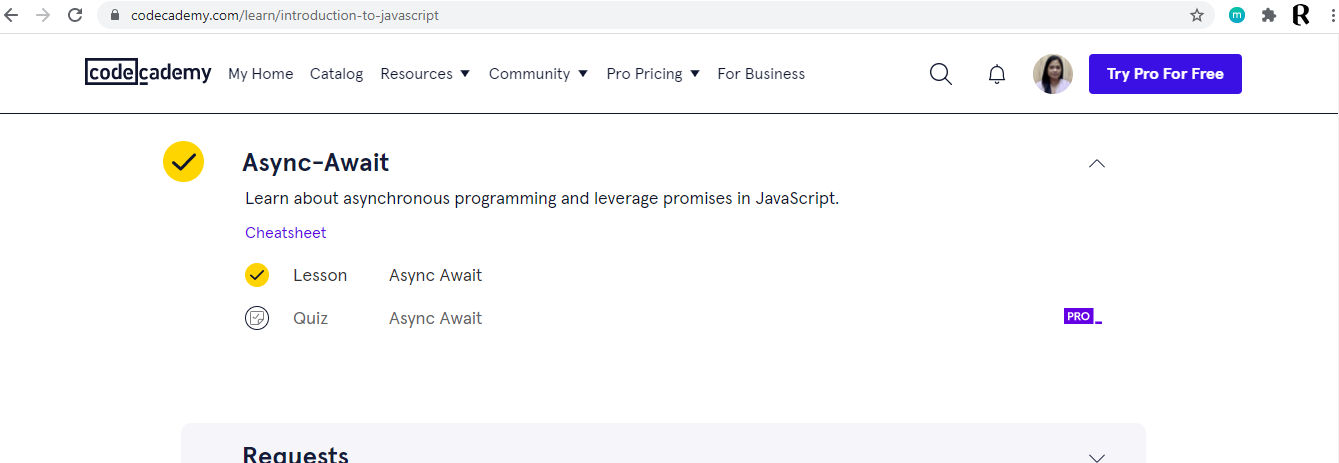 codecademy.com/learn/introduction-to-javascript
m
R
codecademy My Home Catalog Resources Community Pro Pricing For Business Try Pro For Free
Async-Await
Learn about asynchronous programming and leverage promises in JavaScript.
Cheatsheet
Lesson Async Await
Quiz Async Await PRO
Requests